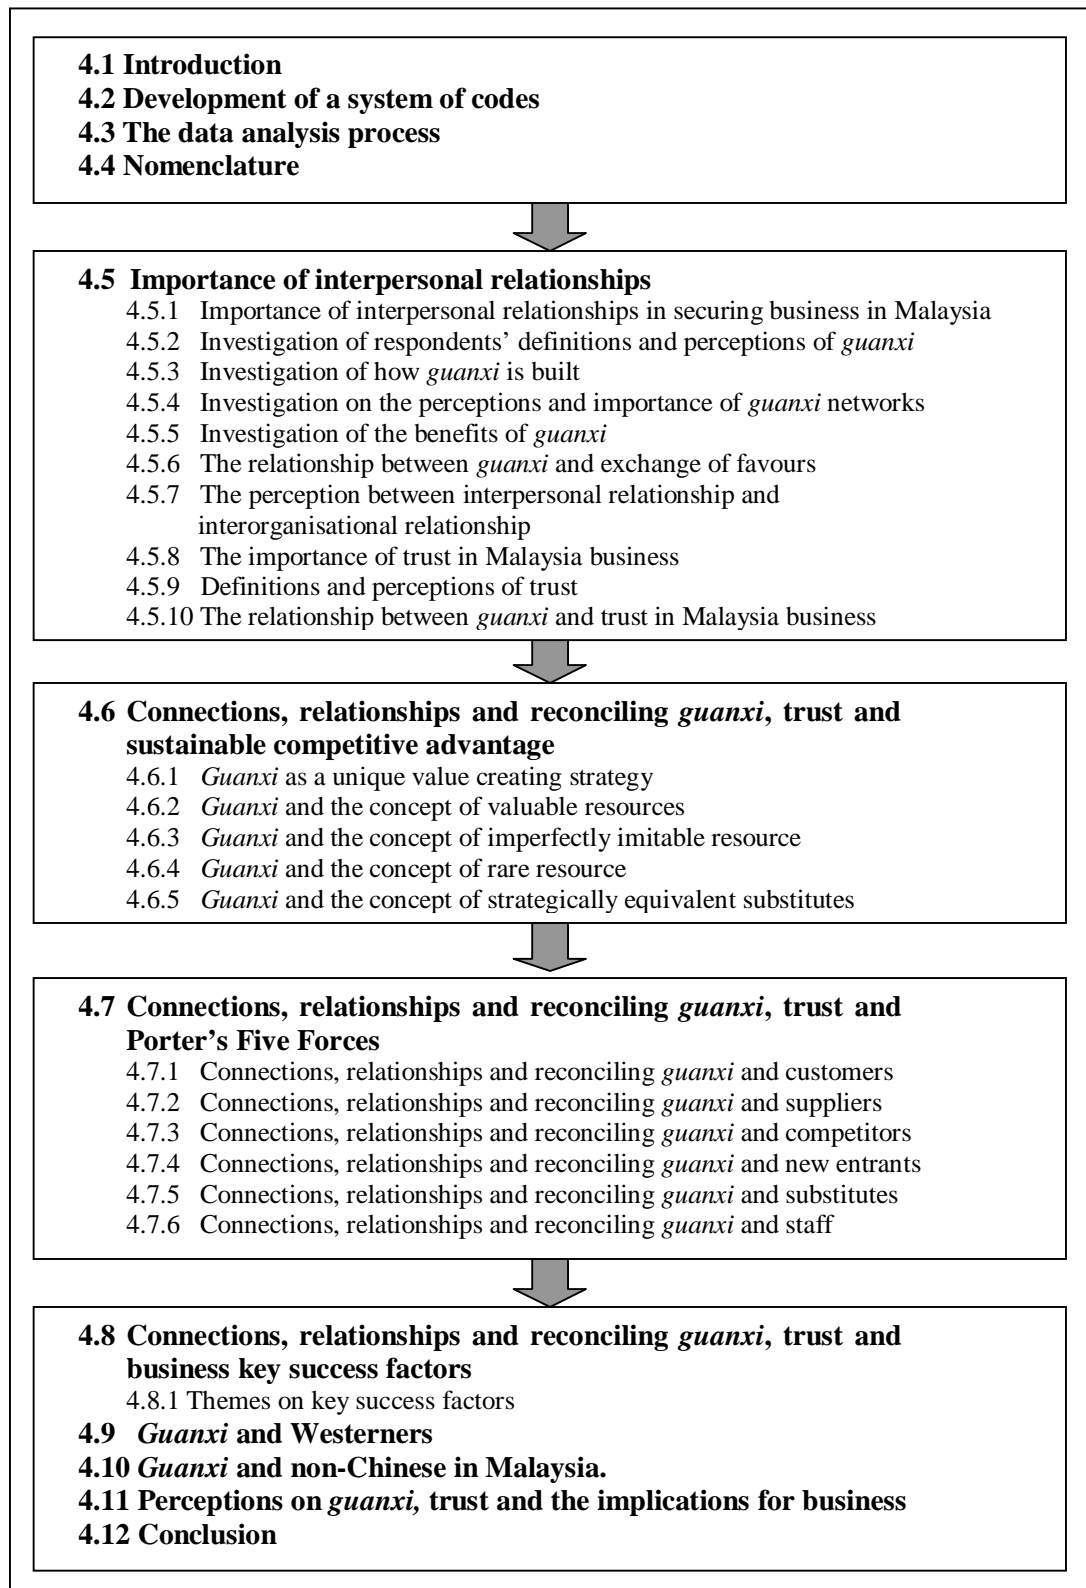 4.1 Introduction
4.2 Development of a system of codes
4.3 The data analysis process
4.4 Nomenclature
4.5 Importance of interpersonal relationships
4.5.1 Importance of interpersonal relationships in securing business in Malaysia
4.5.2 Investigation of respondents’ definitions and perceptions of guanxi
4.5.3 Investigation of how guanxi is built
4.5.4 Investigation on the perceptions and importance of guanxi networks
4.5.5 Investigation of the benefits of guanxi
4.5.6 The relationship between guanxi and exchange of favours
4.5.7 The perception between interpersonal relationship and
interorganisational relationship
4.5.8 The importance of trust in Malaysia business
4.5.9 Definitions and perceptions of trust
4.5.10 The relationship between guanxi and trust in Malaysia business
4.6 Connections, relationships and reconciling guanxi, trust and
sustainable competitive advantage
4.6.1 Guanxi as a unique value creating strategy
4.6.2 Guanxi and the concept of valuable resources
4.6.3 Guanxi and the concept of imperfectly imitable resource
4.6.4 Guanxi and the concept of rare resource
4.6.5 Guanxi and the concept of strategically equivalent substitutes
4.7 Connections, relationships and reconciling guanxi, trust and
Porter’s Five Forces
4.7.1 Connections, relationships and reconciling guanxi and customers
4.7.2 Connections, relationships and reconciling guanxi and suppliers
4.7.3 Connections, relationships and reconciling guanxi and competitors
4.7.4 Connections, relationships and reconciling guanxi and new entrants
4.7.5 Connections, relationships and reconciling guanxi and substitutes
4.7.6 Connections, relationships and reconciling guanxi and staff
4.8 Connections, relationships and reconciling guanxi, trust and
business key success factors
4.8.1 Themes on key success factors
4.9 Guanxi and Westerners
4.10 Guanxi and non-Chinese in Malaysia.
4.11 Perceptions on guanxi, trust and the implications for business
4.12 Conclusion